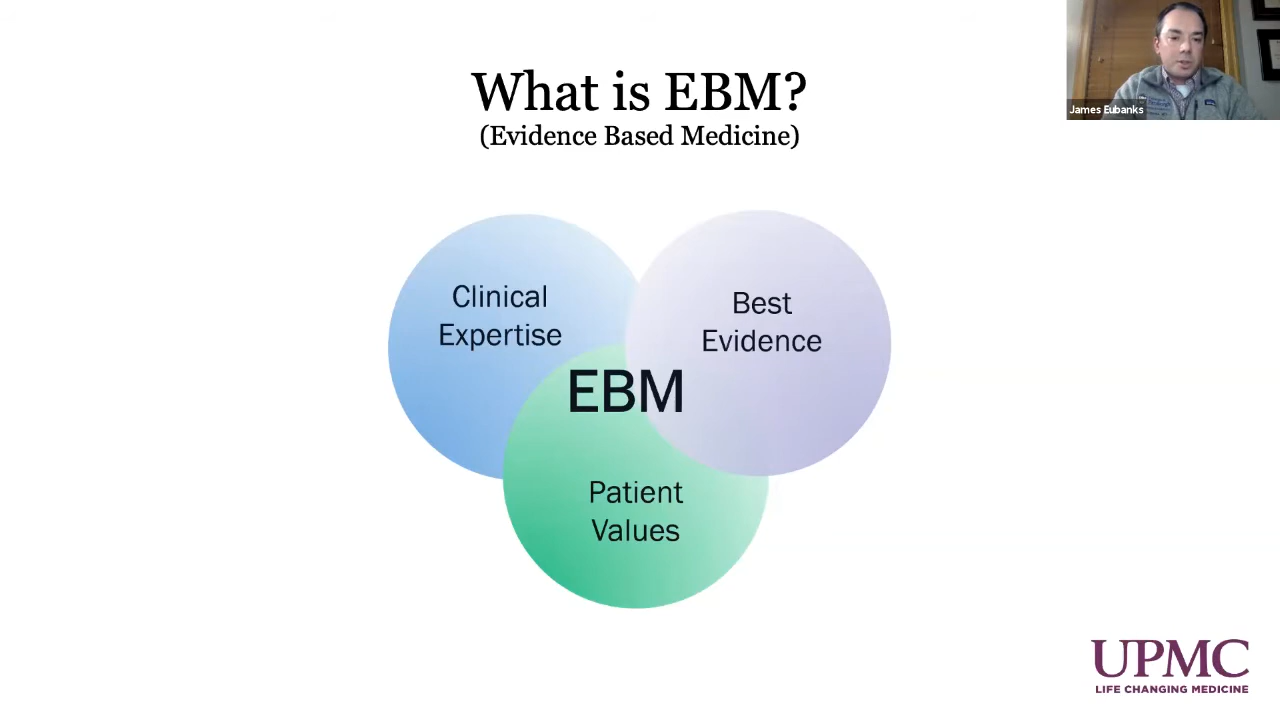 What is EBM?
(Evidence Based Medicine)
James Eubanks
Clinical
Expertise
Best
Evidence
EBM
Patient
Values
UPMC
LIFE CHANGING MEDICINE